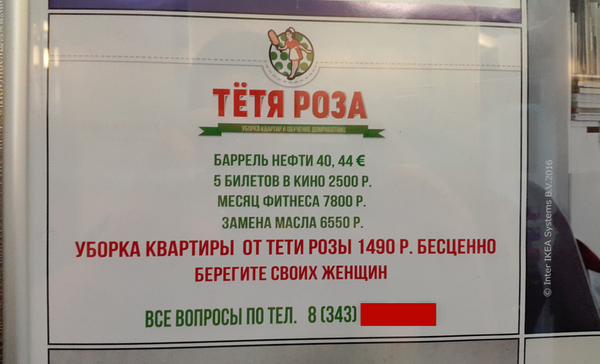 ТЁТЯ РОЗА
УБОРКА КВАРТИР И ОБУЧЕНИЕ ДОМРАБОТНИЦ
БАРРЕЛЬ НЕФТИ 40, 44 €
5 БИЛЕТОВ В КИНО 2500 Р.
МЕСЯЦ ФИТНЕСА 7800 Р.
ЗАМЕНА МАСЛА 6550 Р.
УБОРКА КВАРТИРЫ ОТ ТЕТИ РОЗЫ 1490 Р. БЕСЦЕННО
БЕРЕГИТЕ СВОИХ ЖЕНЩИН
ВСЕ ВОПРОСЫ ПО ТЕЛ. 8 (343)
© Inter IKEA Systems B.V.2016